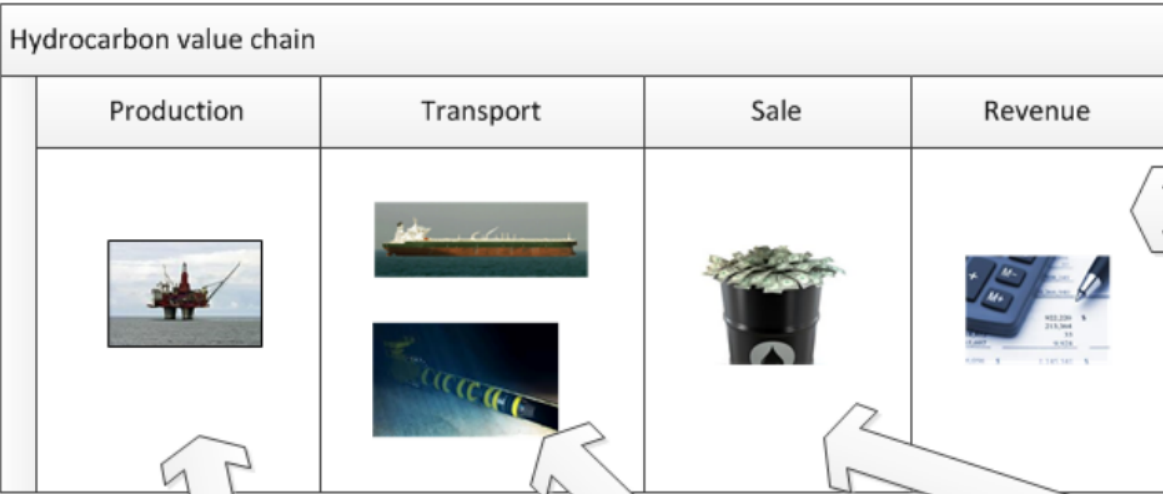 Hydrocarbon value chain
Production
Transport
Sale
Revenue
M-
M+